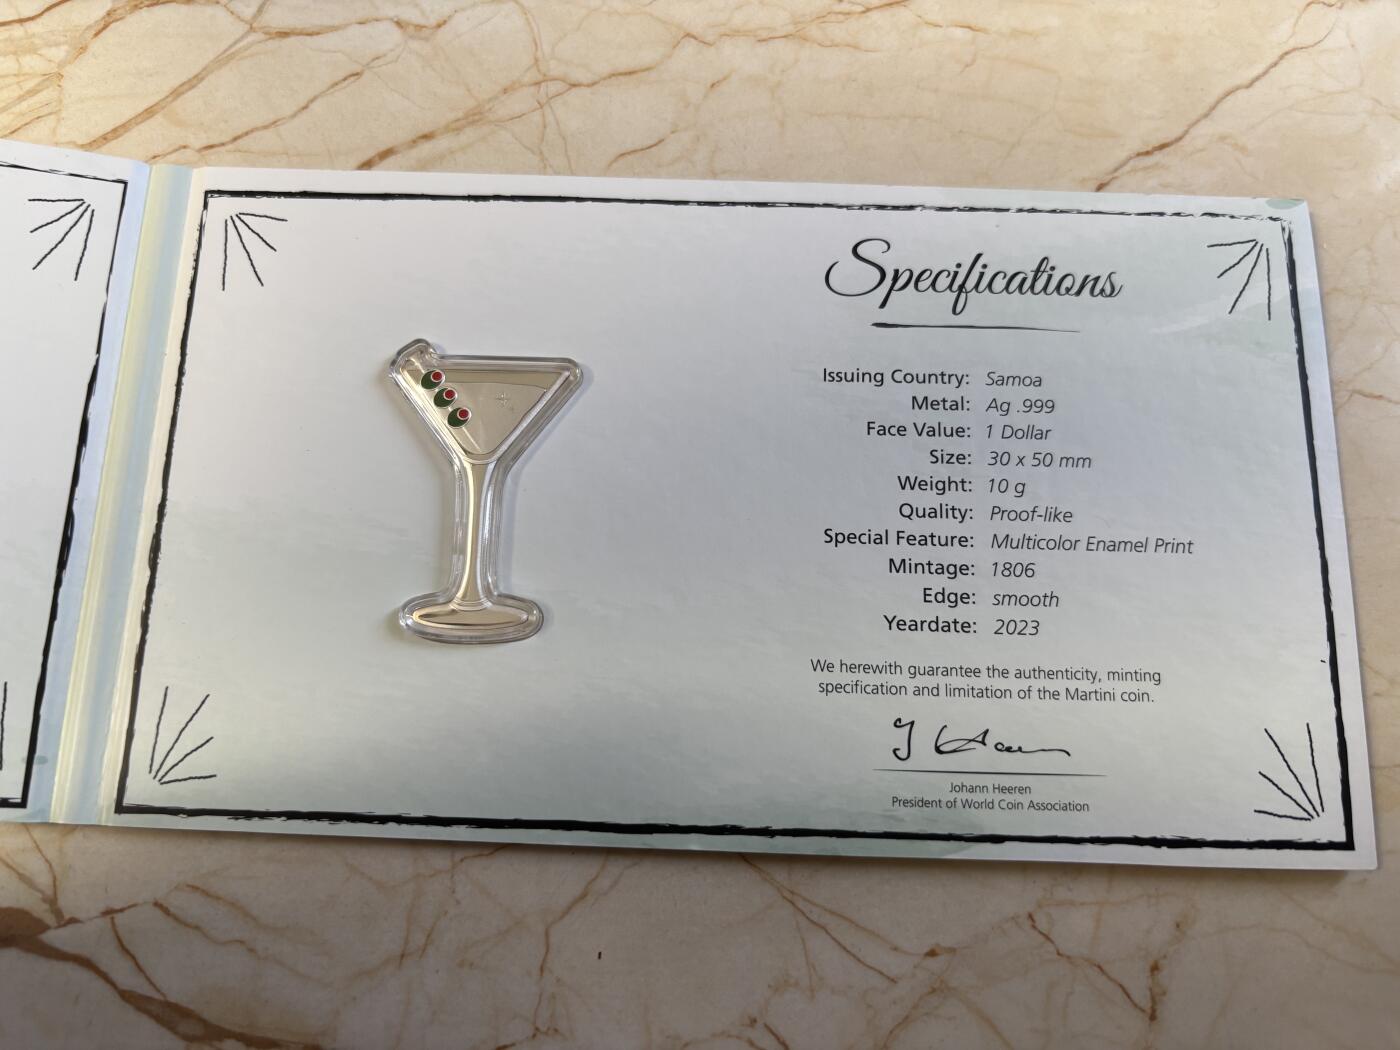 Specifications
Issuing Country: Samoa
Metal: Ag .999
Face Value: 1 Dollar
Size: 30 x 50 mm
Weight: 10 g
Quality: Proof-like
Special Feature: Multicolor Enamel Print
Mintage: 1806
Edge: smooth
Yeardate: 2023
We herewith guarantee the authenticity, minting
specification and limitation of the Martini coin.
Johann Heeren
President of World Coin Association